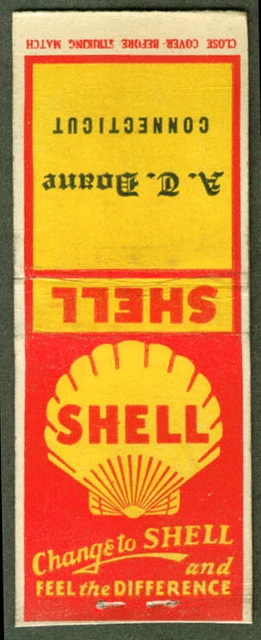 CLOSE COVER BEFORE STRIKING MATCH
CONNECTICUT
A. T. Doane
SHELL
SHELL
Change to SHELL
and
FEEL the DIFFERENCE